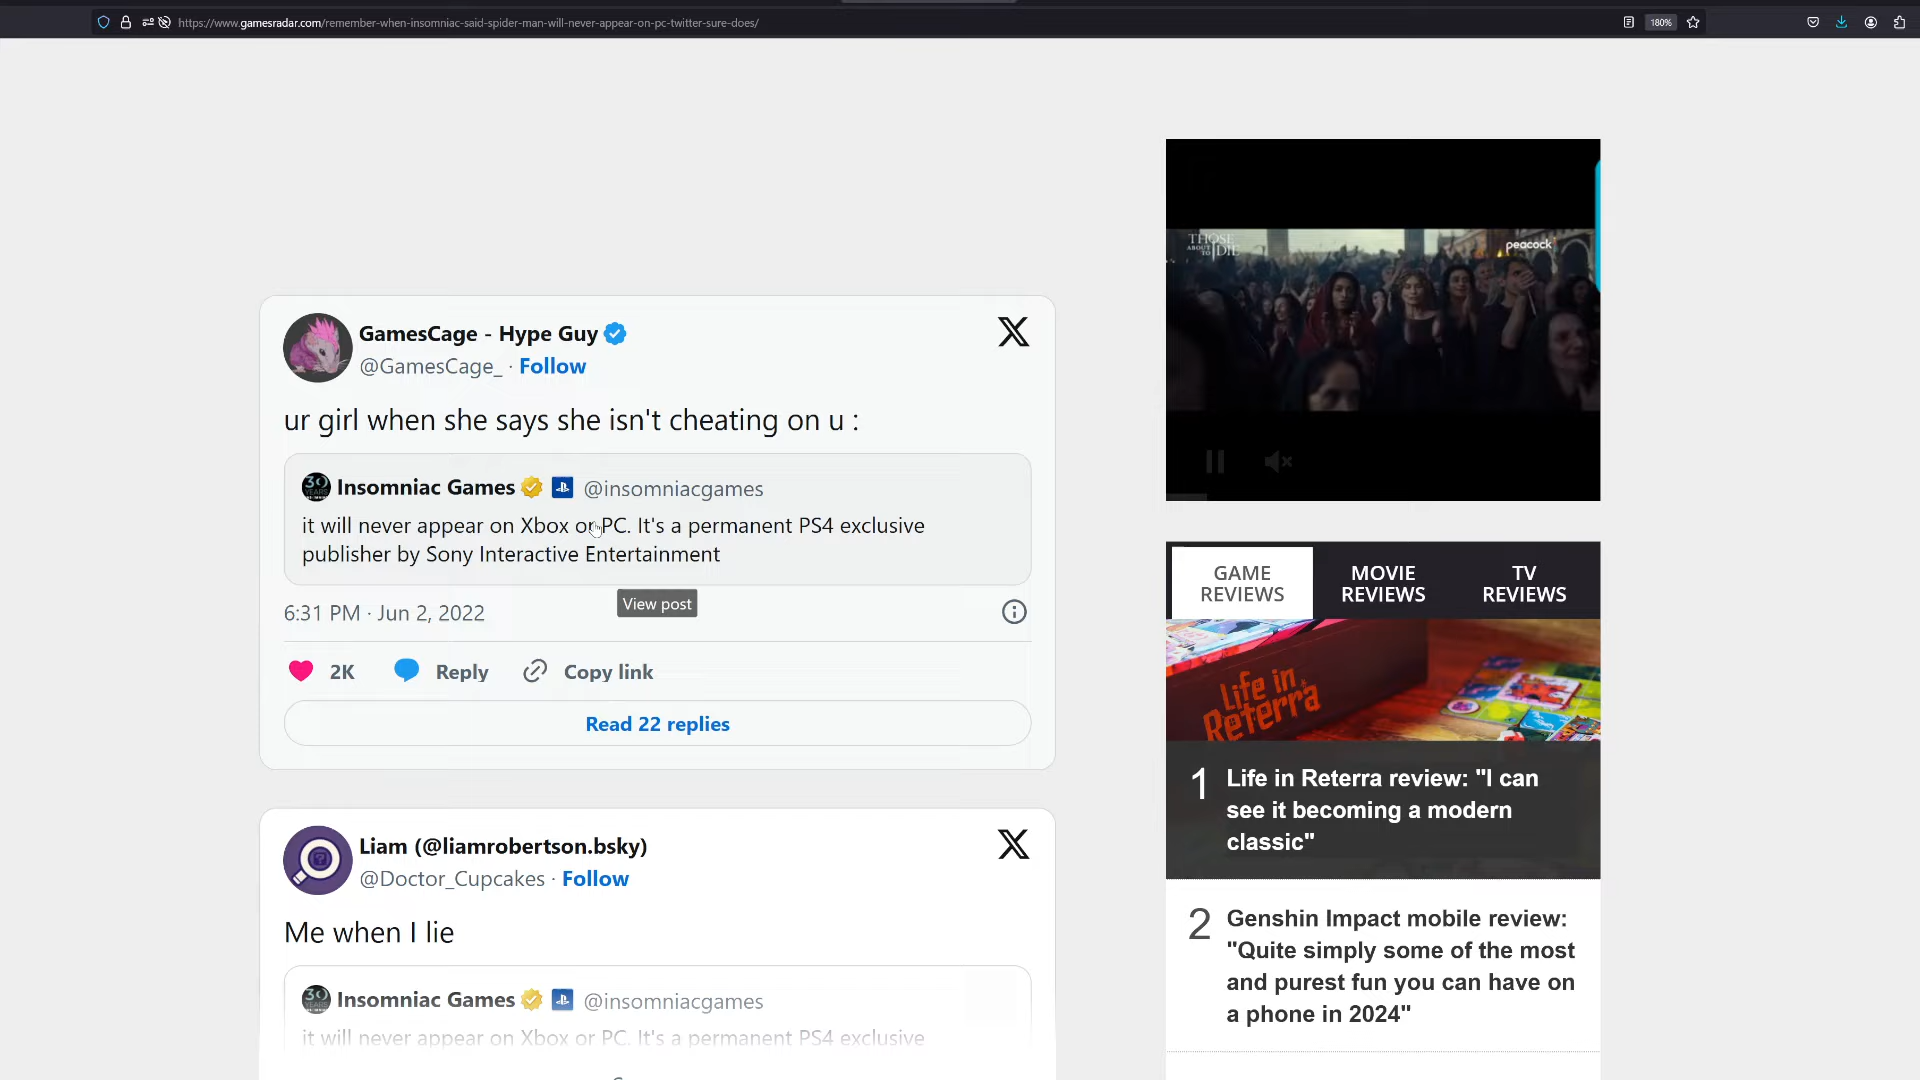 https://www.gamesradar.com/remember-when-insomniac-said-spider-man-will-never-appear-on-pc-twitter-sure-does/
180%
GamesCage - Hype Guy
@GamesCage_ · Follow
ur girl when she says she isn't cheating on u :
Insomniac Games @insomniacgames
it will never appear on Xbox or PC. It's a permanent PS4 exclusive
publisher by Sony Interactive Entertainment
View post
6:31 PM · Jun 2, 2022
2K Reply Copy link
Read 22 replies
Liam (@liamrobertson.bsky)
@Doctor_Cupcakes · Follow
Me when I lie
30 YEARS
Insomniac Games @insomniacgames
it will never appear on Xbox or PC. It's a permanent PS4 exclusive
THOSE
ABOUT TO DIE
peacock
GAME
REVIEWS
MOVIE
REVIEWS
TV
REVIEWS
Life in
Reterra
1 Life in Reterra review: "I can
see it becoming a modern
classic"
2 Genshin Impact mobile review:
"Quite simply some of the most
and purest fun you can have on
a phone in 2024"